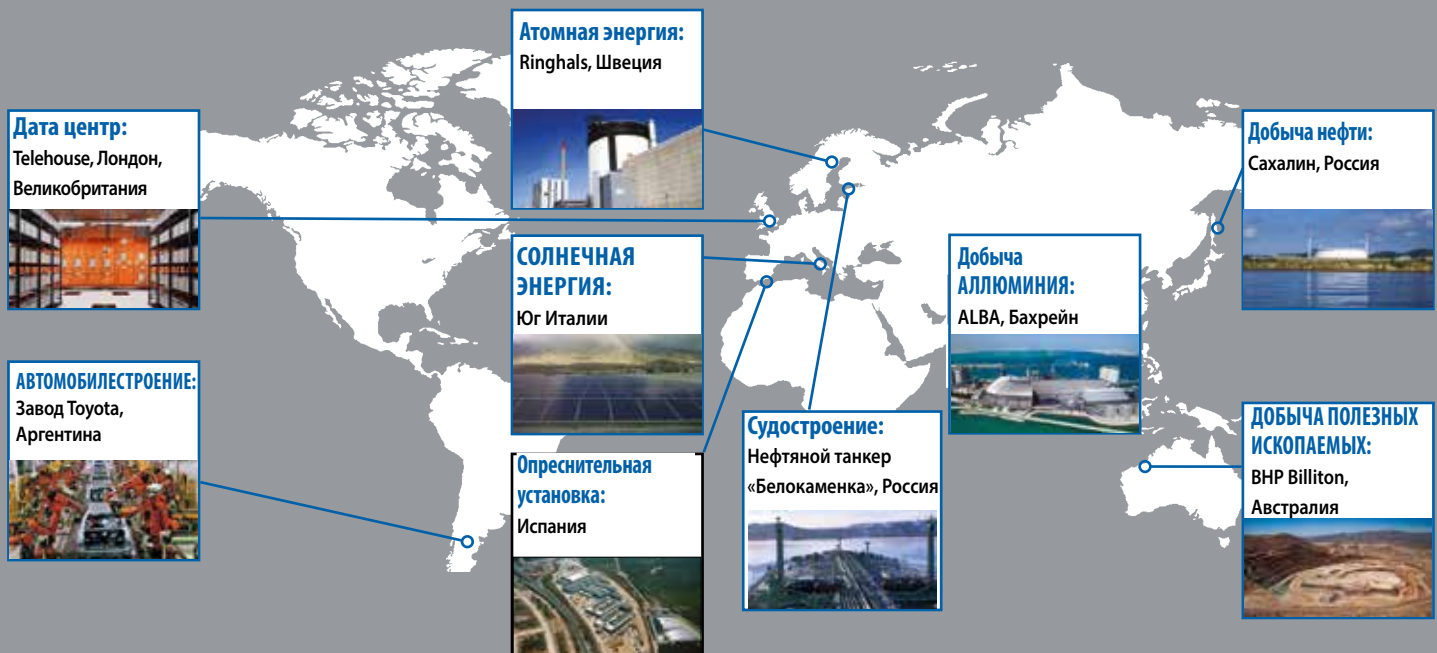 Атомная энергия:
Ringhals, Швеция
Дата центр:
Telehouse, Лондон,
Великобритания
Добыча нефти:
Сахалин, Россия
СОЛНЕЧНАЯ
ЭНЕРГИЯ:
Юг Италии
Добыча
АЛЛЮМИНИЯ:
ALBA, Бахрейн
АВТОМОБИЛЕСТРОЕНИЕ:
Завод Toyota,
Аргентина
Опреснительная
установка:
Испания
Судостроение:
Нефтяной танкер
«Белокаменка», Россия
ДОБЫЧА ПОЛЕЗНЫХ
ИСКОПАЕМЫХ:
BHP Billiton,
Австралия